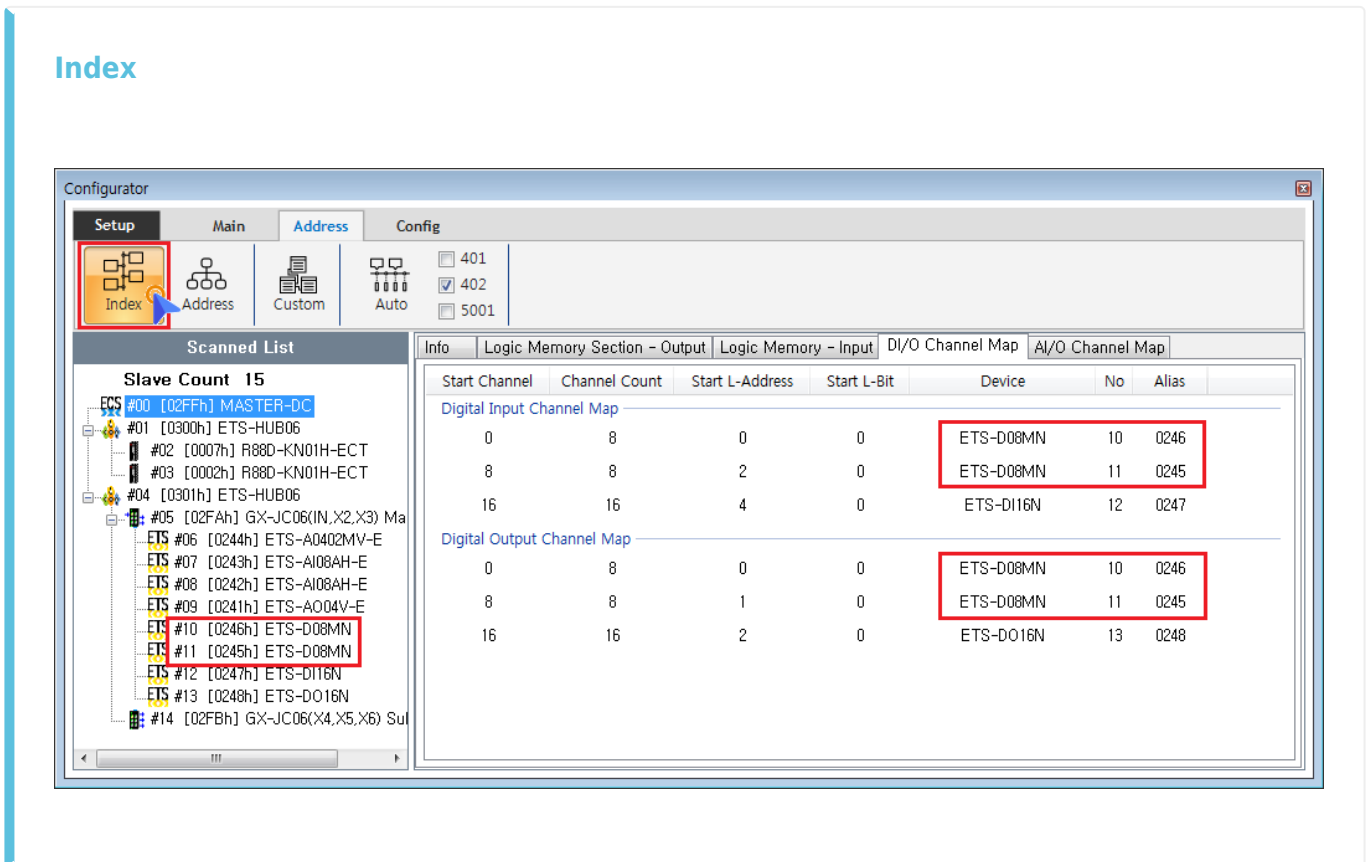 Index
Configurator
Setup Main Address Config
Index Address Custom Auto
401
402
5001
Scanned List
Slave Count 15
#00 [02FFh] MASTER-DC
#01 [0300h] ETS-HUB06
#02 [0007h] R88D-KN01H-ECT
#03 [0002h] R88D-KN01H-ECT
#04 [0301h] ETS-HUB06
#05 [02FAh] GX-JC06(IN,X2,X3) Ma
ETS #06 [0244h] ETS-A0402MV-E
ETS #07 [0243h] ETS-AI08AH-E
ETS #08 [0242h] ETS-AI08AH-E
ETS #09 [0241h] ETS-AO04V-E
ETS #10 [0246h] ETS-D08MN
ETS #11 [0245h] ETS-D08MN
ETS #12 [0247h] ETS-DI16N
ETS #13 [0248h] ETS-DO16N
#14 [02FBh] GX-JC06(X4,X5,X6) Sul
Info Logic Memory Section - Output Logic Memory - Input DI/O Channel Map AI/O Channel Map
Start Channel Channel Count Start L-Address Start L-Bit Device No Alias
Digital Input Channel Map
0 8 0 0 ETS-D08MN 10 0246
8 8 2 0 ETS-D08MN 11 0245
16 16 4 0 ETS-DI16N 12 0247
Digital Output Channel Map
0 8 0 0 ETS-D08MN 10 0246
8 8 1 0 ETS-D08MN 11 0245
16 16 2 0 ETS-DO16N 13 0248